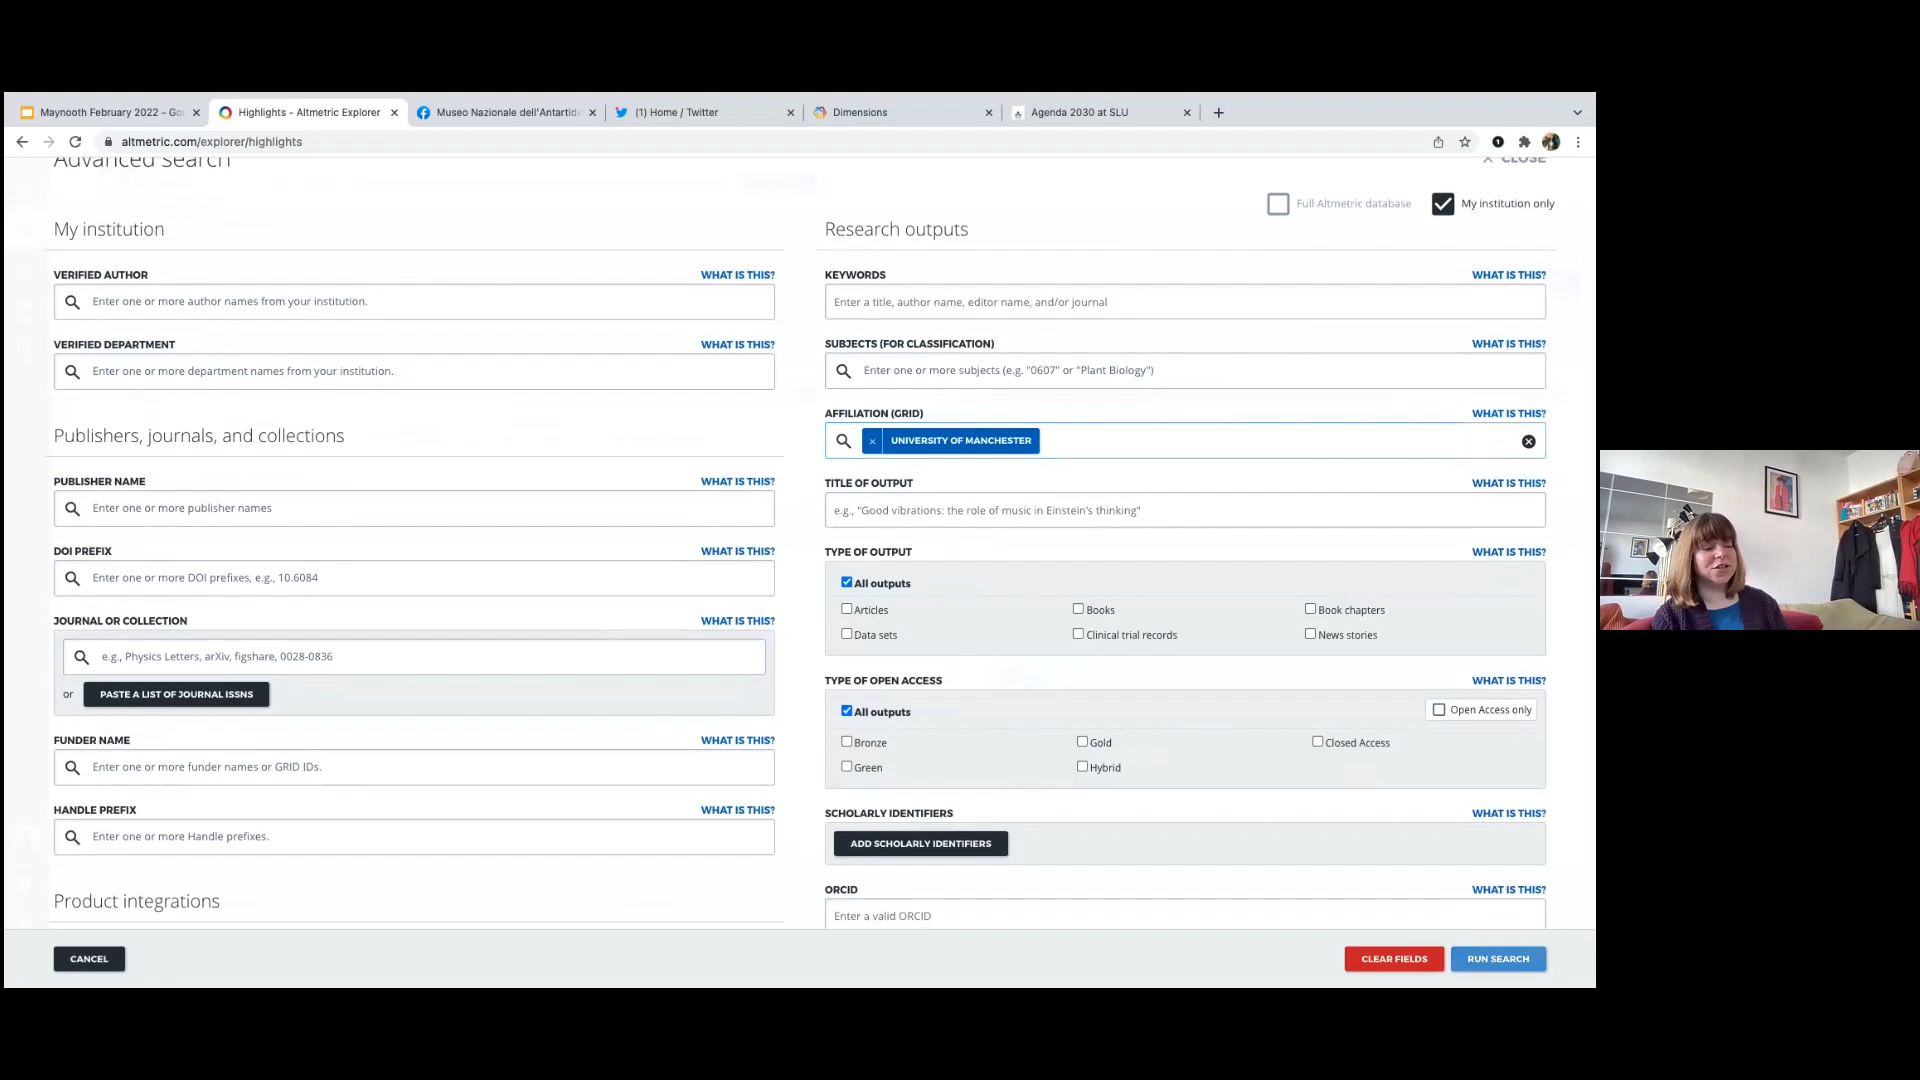 Maynooth February 2022 - Go
Highlights - Altmetric Explorer
Museo Nazionale dell'Antartide
(1) Home / Twitter
Dimensions
Agenda 2030 at SLU
altmetric.com/explorer/highlights
Advanced search
CLOSE
Full Altmetric database
My institution only
My institution
VERIFIED AUTHOR
WHAT IS THIS?
Enter one or more author names from your institution.
VERIFIED DEPARTMENT
WHAT IS THIS?
Enter one or more department names from your institution.
Publishers, journals, and collections
PUBLISHER NAME
WHAT IS THIS?
Enter one or more publisher names
DOI PREFIX
WHAT IS THIS?
Enter one or more DOI prefixes, e.g., 10.6084
JOURNAL OR COLLECTION
WHAT IS THIS?
e.g., Physics Letters, arXiv, figshare, 0028-0836
or
PASTE A LIST OF JOURNAL ISSNS
FUNDER NAME
WHAT IS THIS?
Enter one or more funder names or GRID IDs.
HANDLE PREFIX
WHAT IS THIS?
Enter one or more Handle prefixes.
Product integrations
Research outputs
KEYWORDS
WHAT IS THIS?
Enter a title, author name, editor name, and/or journal
SUBJECTS (FOR CLASSIFICATION)
WHAT IS THIS?
Enter one or more subjects (e.g. "0607" or "Plant Biology")
AFFILIATION (GRID)
WHAT IS THIS?
UNIVERSITY OF MANCHESTER
TITLE OF OUTPUT
WHAT IS THIS?
e.g., "Good vibrations: the role of music in Einstein's thinking"
TYPE OF OUTPUT
WHAT IS THIS?
All outputs
Articles
Books
Book chapters
Data sets
Clinical trial records
News stories
TYPE OF OPEN ACCESS
WHAT IS THIS?
All outputs
Open Access only
Bronze
Gold
Closed Access
Green
Hybrid
SCHOLARLY IDENTIFIERS
WHAT IS THIS?
ADD SCHOLARLY IDENTIFIERS
ORCID
WHAT IS THIS?
Enter a valid ORCID
CANCEL
CLEAR FIELDS
RUN SEARCH